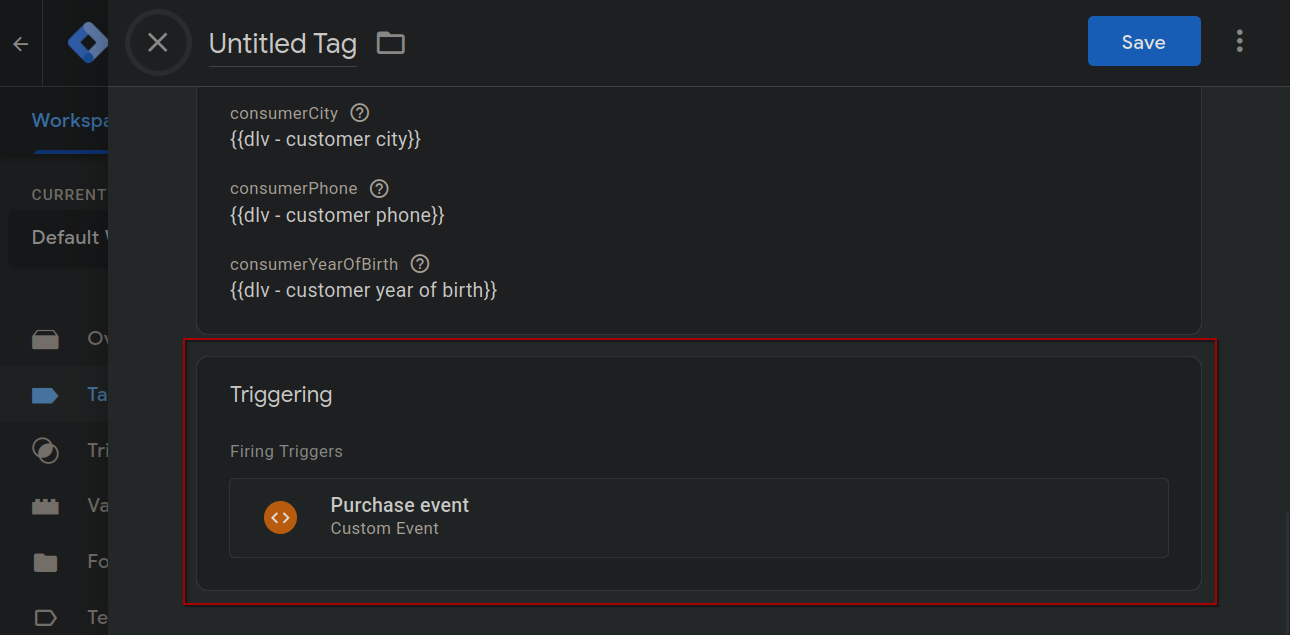 Untitled Tag
Save
Workspa
CURRENT
Default
Ov
Ta
Tri
Va
Fo
Te
consumerCity
{{dlv - customer city}}
consumerPhone
{{dlv - customer phone}}
consumerYearOfBirth
{{dlv - customer year of birth}}
Triggering
Firing Triggers
Purchase event
Custom Event